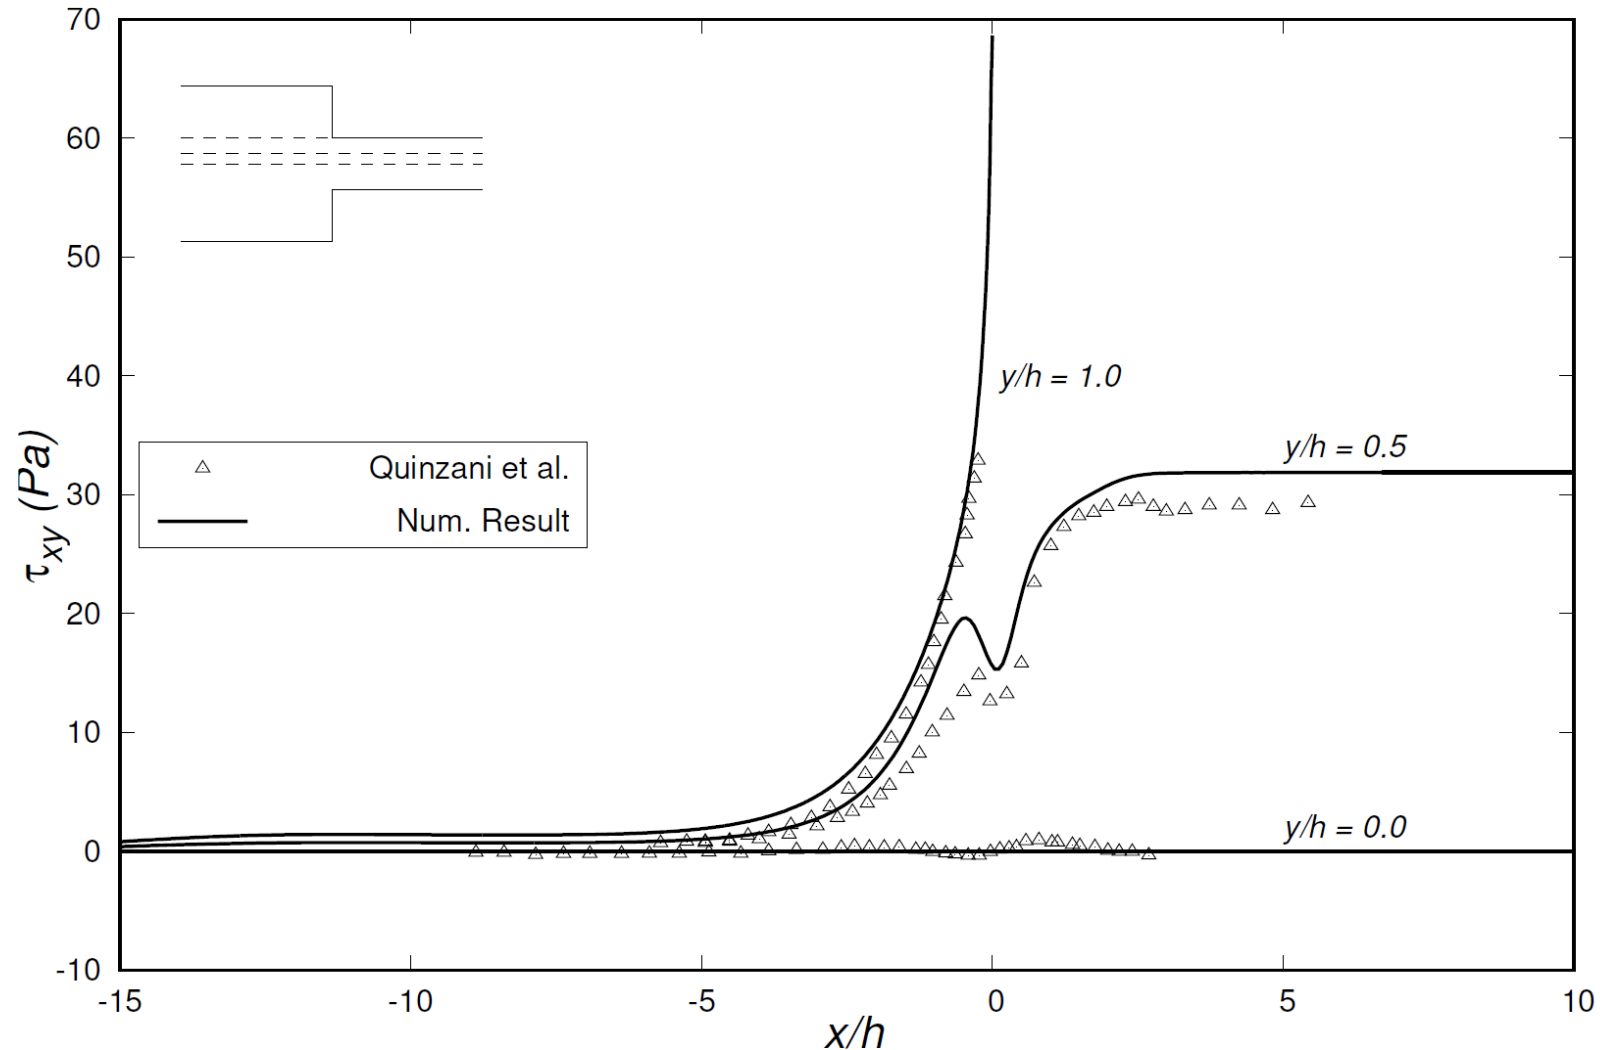 70
60
50
40
30
20
10
0
-10
τxy (Pa)
y/h = 1.0
y/h = 0.5
Quinzani et al.
Num. Result
y/h = 0.0
-15 -10 -5 0 5 10
x/h